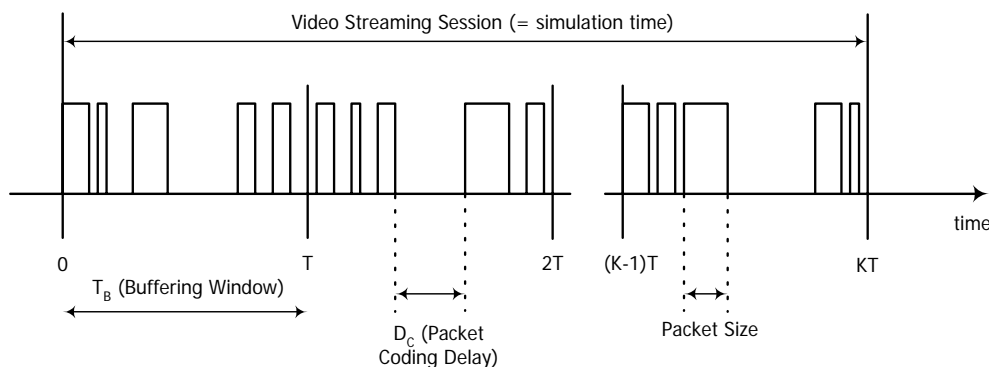 Video Streaming Session (= simulation time)
time
0
T
2T
(K-1)T
KT
T_B (Buffering Window)
D_C (Packet
Coding Delay)
Packet Size